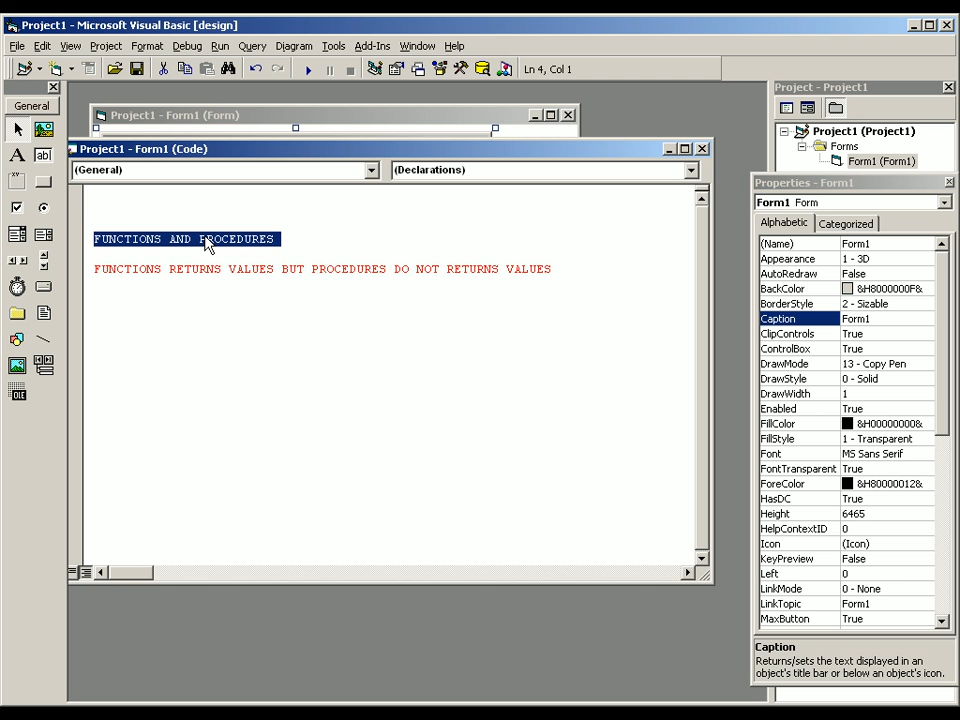 Project1 - Microsoft Visual Basic [design]
File Edit View Project Format Debug Run Query Diagram Tools Add-Ins Window Help
Ln 4, Col 1
General
A
ab|
XY
OLE
Project1 - Form1 (Form)
Project1 - Form1 (Code)
(General) (Declarations)
FUNCTIONS AND PROCEDURES
FUNCTIONS RETURNS VALUES BUT PROCEDURES DO NOT RETURNS VALUES
Project - Project1
Project1 (Project1)
Forms
Form1 (Form1)
Properties - Form1
Form1 Form
Alphabetic Categorized
(Name) Form1
Appearance 1 - 3D
AutoRedraw False
BackColor &H8000000F&
BorderStyle 2 - Sizable
Caption Form1
ClipControls True
ControlBox True
DrawMode 13 - Copy Pen
DrawStyle 0 - Solid
DrawWidth 1
Enabled True
FillColor &H00000000&
FillStyle 1 - Transparent
Font MS Sans Serif
FontTransparent True
ForeColor &H80000012&
HasDC True
Height 6465
HelpContextID 0
Icon (Icon)
KeyPreview False
Left 0
LinkMode 0 - None
LinkTopic Form1
MaxButton True
Caption
Returns/sets the text displayed in an
object's title bar or below an object's icon.